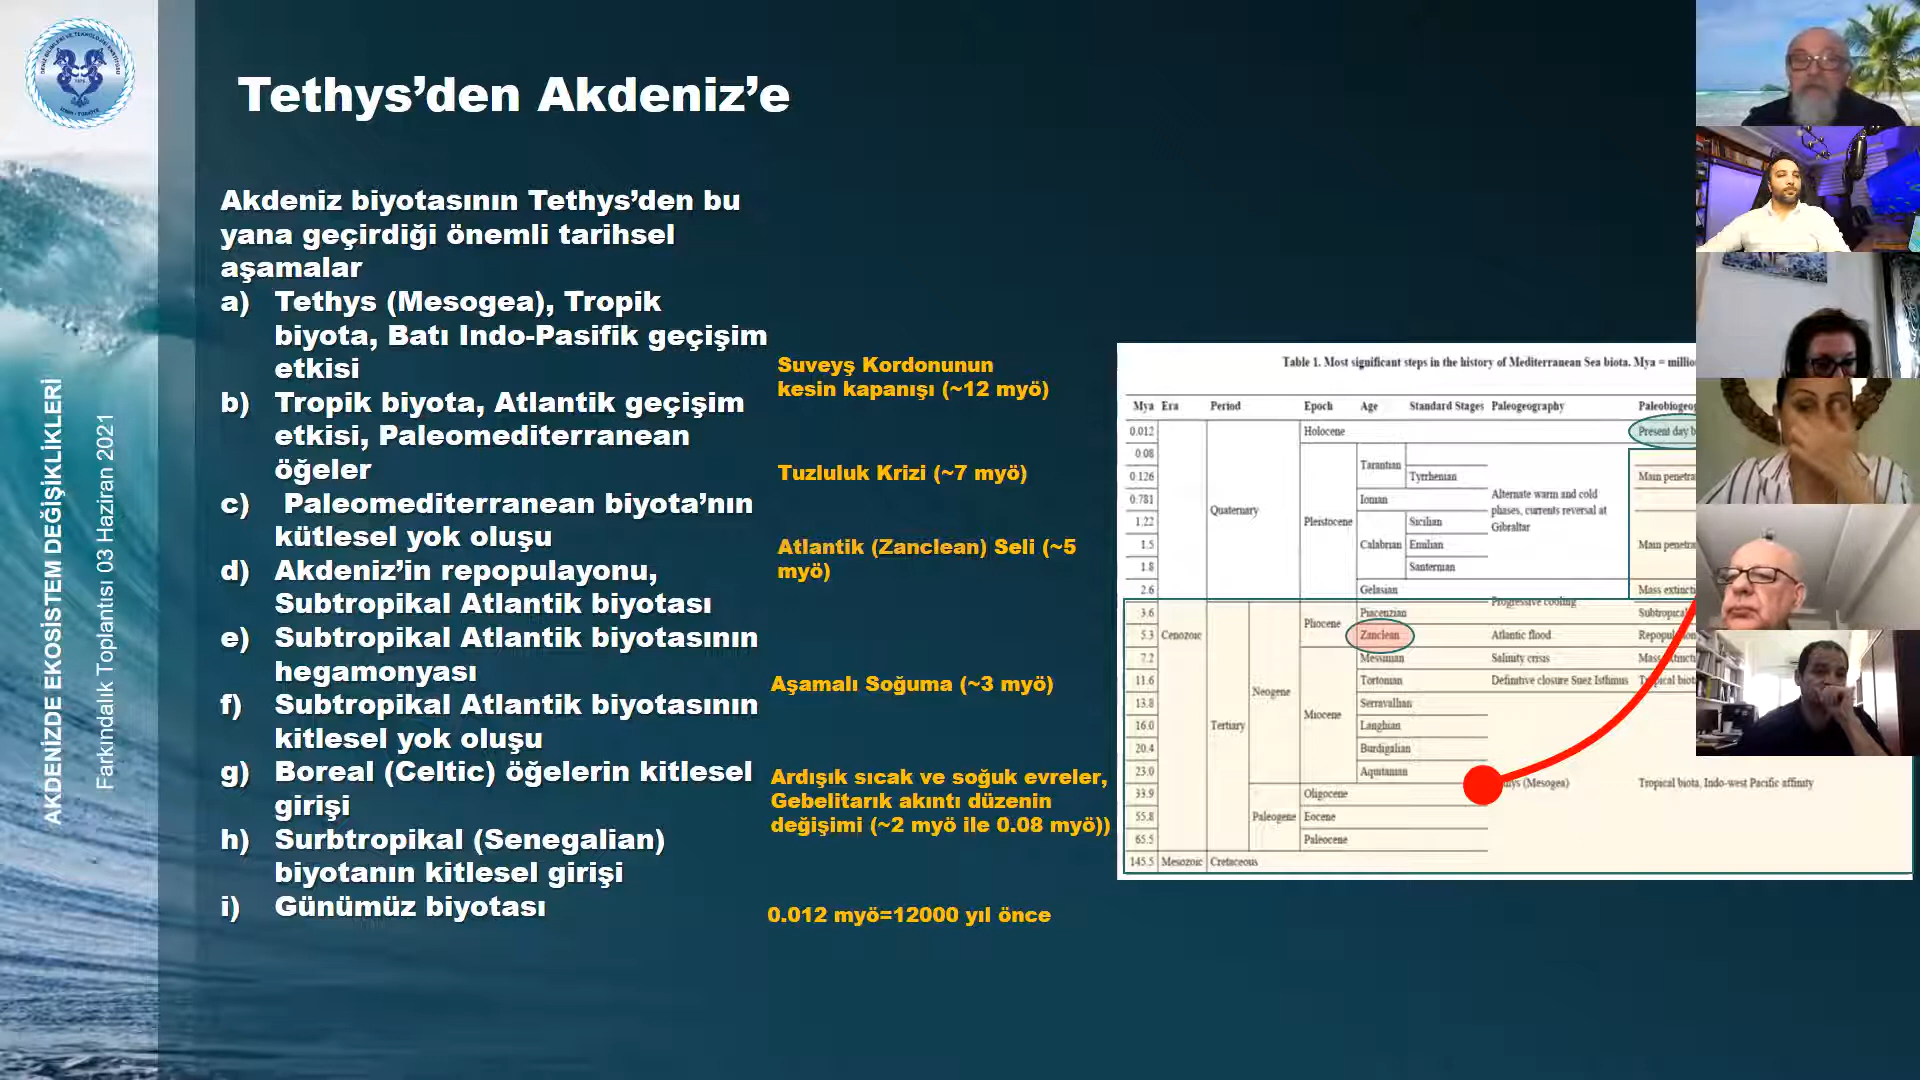 Tethys’den Akdeniz’e
Akdeniz biyotasının Tethys’den bu
yana geçirdiği önemli tarihsel
aşamalar
a) Tethys (Mesogea), Tropik
biyota, Batı Indo-Pasifik geçişim
etkisi
b) Tropik biyota, Atlantik geçişim
etkisi, Paleomediterranean
öğeler
c) Paleomediterranean biyota’nın
kütlesel yok oluşu
d) Akdeniz’in repopulayonu,
Subtropikal Atlantik biyotası
e) Subtropikal Atlantik biyotasının
hegamonyası
f) Subtropikal Atlantik biyotasının
kitlesel yok oluşu
g) Boreal (Celtic) öğelerin kitlesel
girişi
h) Surbtropikal (Senegalian)
biyotanın kitlesel girişi
i) Günümüz biyotası
Suveyş Kordonunun
kesin kapanışı (~12 myö)
Tuzluluk Krizi (~7 myö)
Atlantik (Zanclean) Seli (~5
myö)
Aşamalı Soğuma (~3 myö)
Ardışık sıcak ve soğuk evreler,
Gebelitarık akıntı düzenin
değişimi (~2 myö ile 0.08 myö))
0.012 myö=12000 yıl önce
AKDENİZDE EKOSİSTEM DEĞİŞİKLİKLERİ
Farkındalık Toplantısı 03 Haziran 2021
Table 1. Most significant steps in the history of Mediterranean Sea biota. Mya =
Mya Era Period Epoch Age Standard Stages Paleogeography
0.012 Holocene Present day
0.08
Tarantian
0.126 Tyrrhenian Main
0.781 Ionian
Alternate warm and cold
phases, currents reversal at
Gibraltar
Quaternary Pleistocene
1.22 Sicilian
1.5 Calabrian Emilian Main
1.8 Santernian
2.6 Gelasian Mass
Progressive cooling
3.6 Piacenzian
Pliocene
5.3 Cenozoic Zanclean Atlantic flood
7.2 Messinian Salinity crisis
11.6 Tortonian Definitive closure Suez Isthmus
Neogene
13.8 Serravallian
Miocene
16.0 Tertiary Langhian
20.4 Burdigalian
23.0 Aquitanian
(Mesogea) Tropical biota, Indo-west Pacific affinity
33.9 Oligocene
55.8 Paleogene Eocene
65.5 Paleocene
145.5 Mesozoic Cretaceous